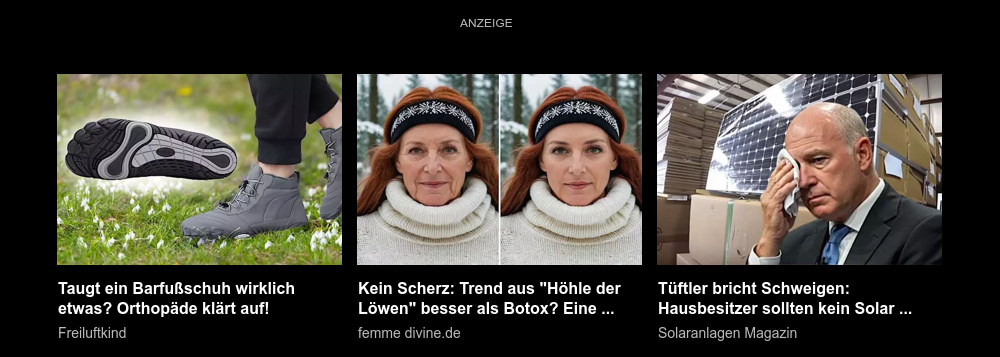 ANZEIGE
Taugt ein Barfußschuh wirklich
etwas? Orthopäde klärt auf!
Freiluftkind
Kein Scherz: Trend aus "Höhle der
Löwen" besser als Botox? Eine ...
femme divine.de
Tüftler bricht Schweigen:
Hausbesitzer sollten kein Solar ...
Solaranlagen Magazin